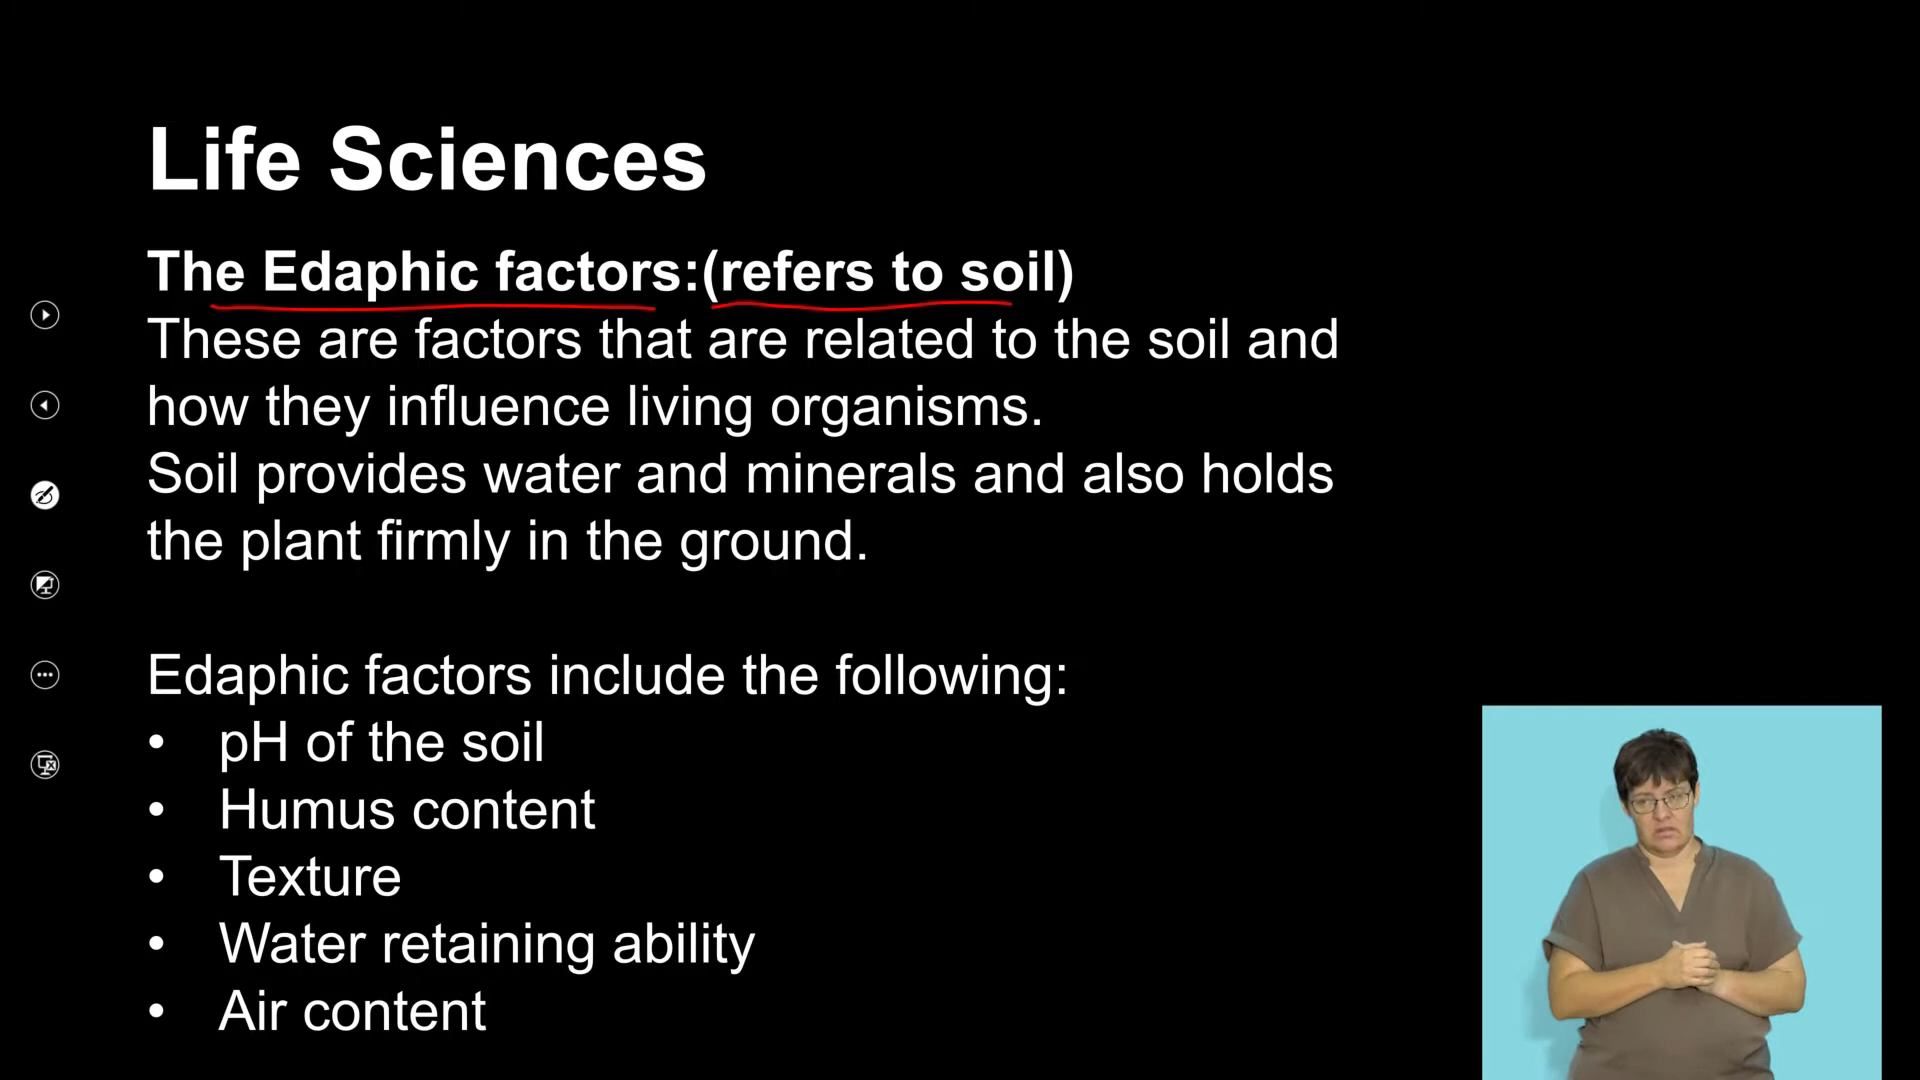 Life Sciences
The Edaphic factors:(refers to soil)
These are factors that are related to the soil and
how they influence living organisms.
Soil provides water and minerals and also holds
the plant firmly in the ground.
Edaphic factors include the following:
• pH of the soil
• Humus content
• Texture
• Water retaining ability
• Air content